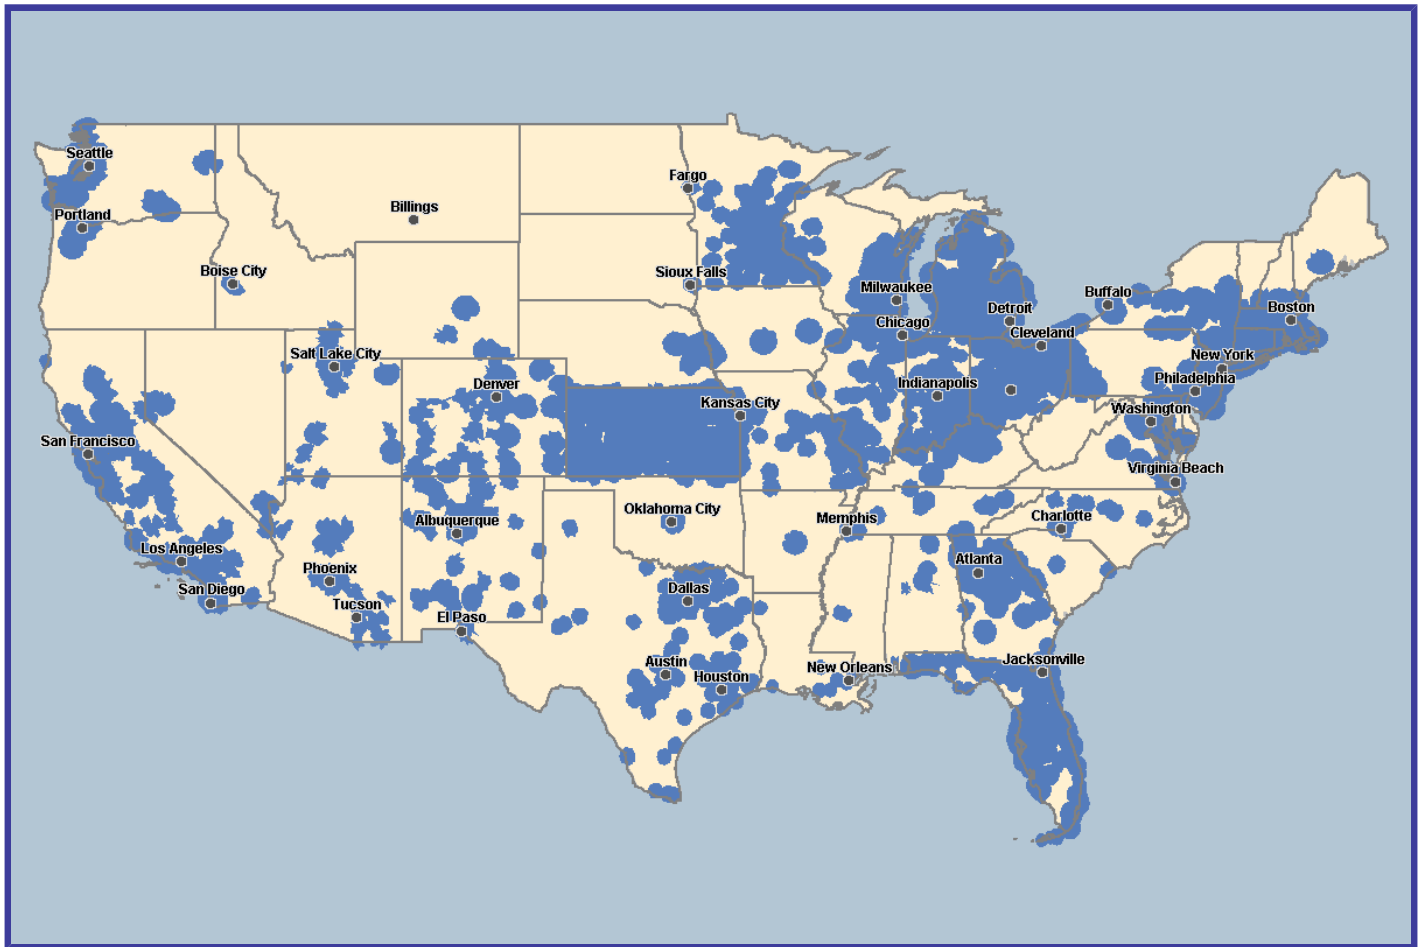 Seattle
Fargo
Portland
Billings
Boise City
Sioux Falls
Milwaukee
Buffalo
Detroit
Boston
Chicago
Cleveland
Salt Lake City
New York
Denver
Indianapolis
Philadelphia
Kansas City
Washington
San Francisco
Virginia Beach
Oklahoma City
Albuquerque
Memphis
Charlotte
Los Angeles
Atlanta
Phoenix
San Diego
Dallas
Tucson
El Paso
Austin
New Orleans
Jacksonville
Houston